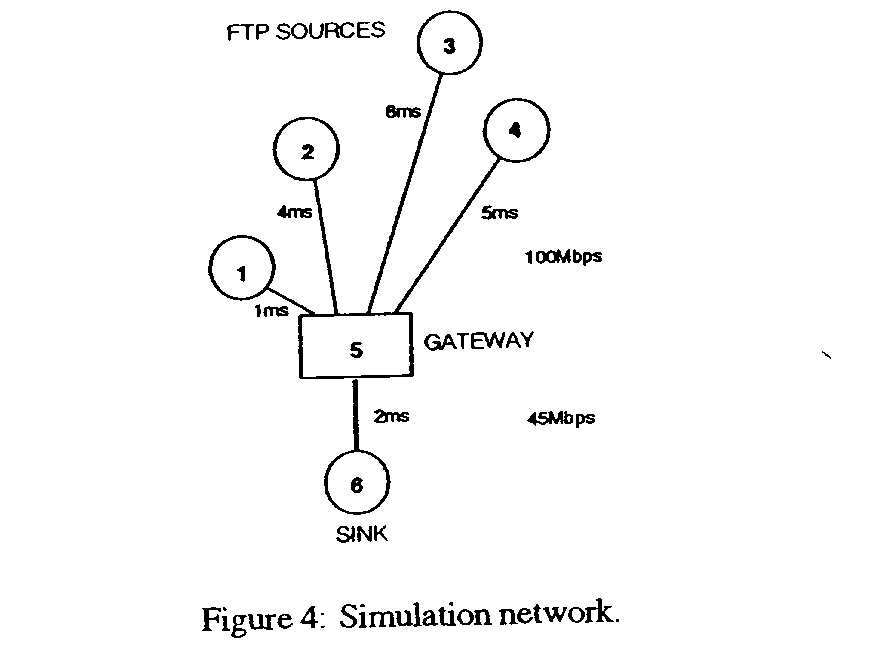 FTP SOURCES
3
6ms
4
2
4ms
5ms
100Mbps
1
1ms
5
GATEWAY
2ms
45Mbps
6
SINK
Figure 4: Simulation network.